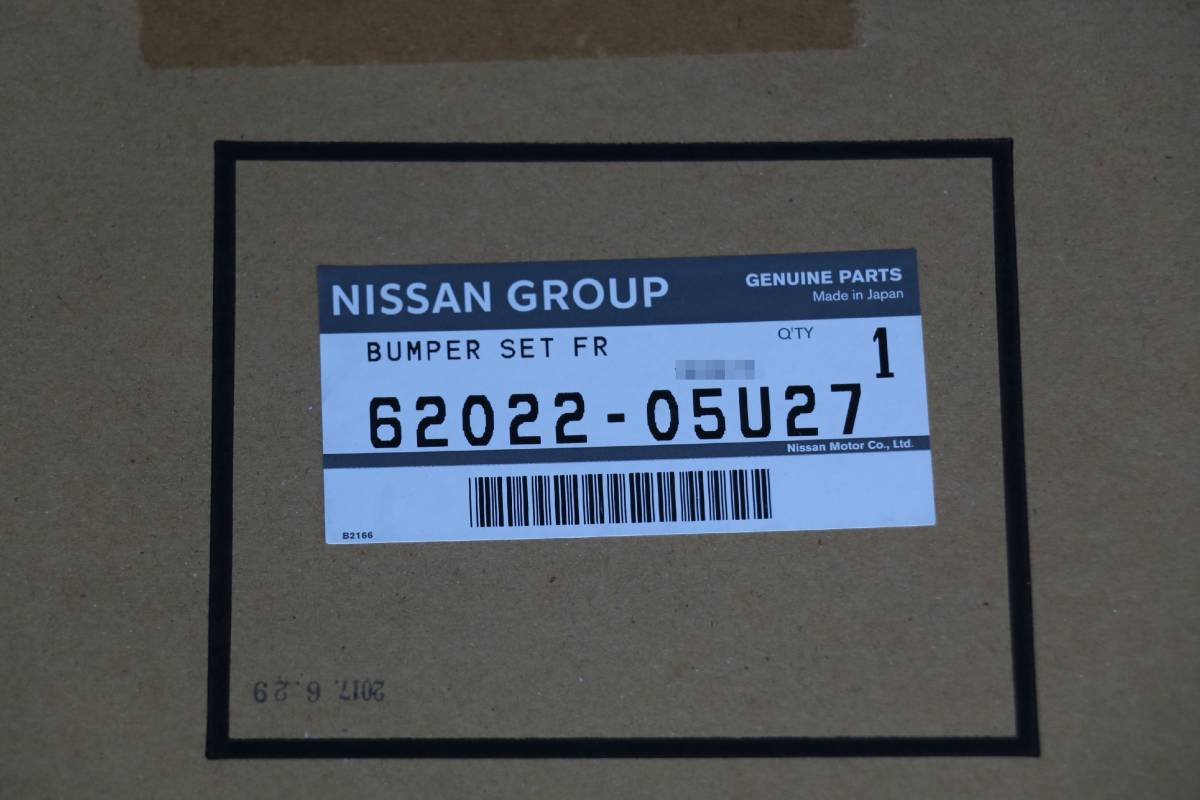 NISSAN GROUP
GENUINE PARTS
Made in Japan
BUMPER SET FR
Q'TY
1
62022-05U27
Nissan Motor Co., Ltd.
B2166
2017. 6. 29